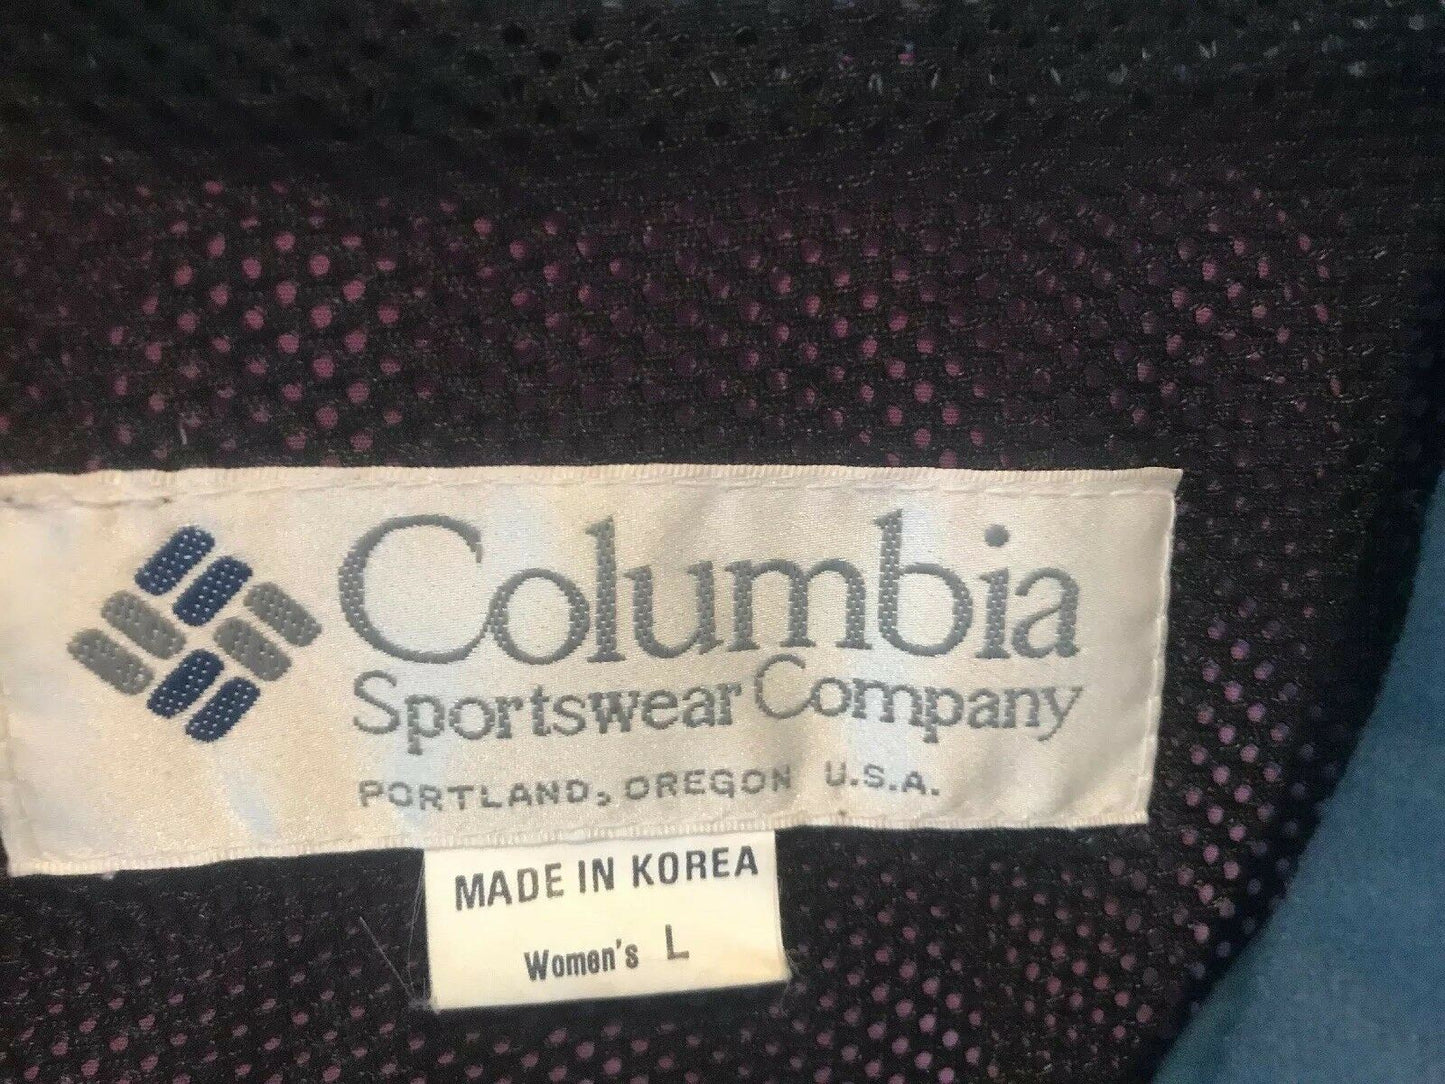 Columbia
Sportswear Company
PORTLAND, OREGON U.S.A.
MADE IN KOREA
Women's L